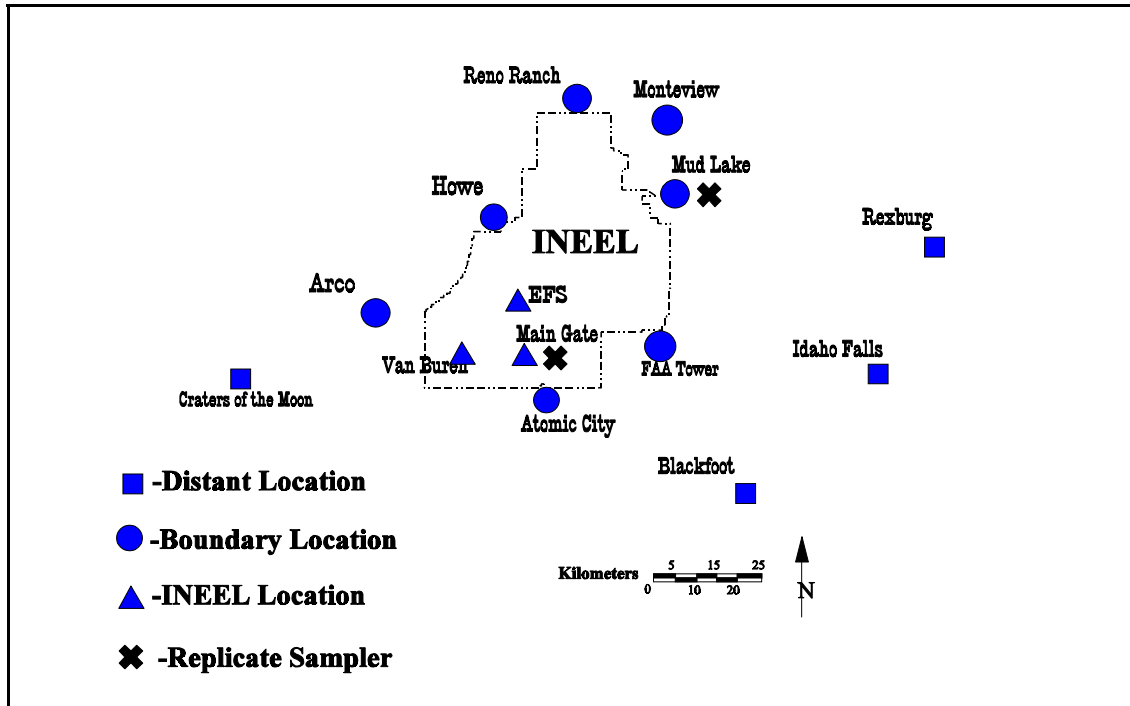 Reno Ranch
Monteview
Mud Lake
Howe
Rexburg
INEEL
Arco
EFS
Main Gate
Van Buren
FAA Tower
Idaho Falls
Craters of the Moon
Atomic City
Blackfoot
-Distant Location
-Boundary Location
-INEEL Location
-Replicate Sampler
5 15 25
Kilometers
0 10 20
N